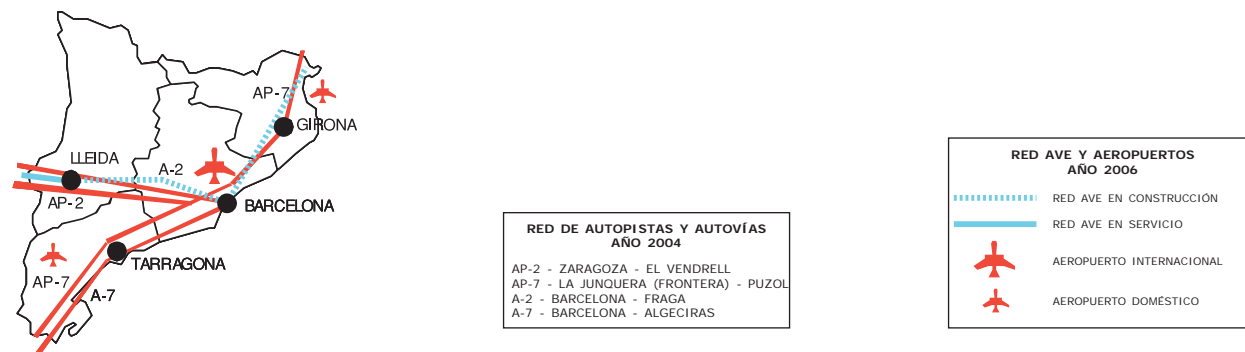 AP-7
GIRONA
LLEIDA
A-2
AP-2
BARCELONA
TARRAGONA
AP-7
A-7
RED DE AUTOPISTAS Y AUTOVÍAS
AÑO 2004
AP-2 - ZARAGOZA - EL VENDRELL
AP-7 - LA JUNQUERA (FRONTERA) - PUZOL
A-2 - BARCELONA - FRAGA
A-7 - BARCELONA - ALGECIRAS
RED AVE Y AEROPUERTOS
AÑO 2006
RED AVE EN CONSTRUCCIÓN
RED AVE EN SERVICIO
AEROPUERTO INTERNACIONAL
AEROPUERTO DOMÉSTICO